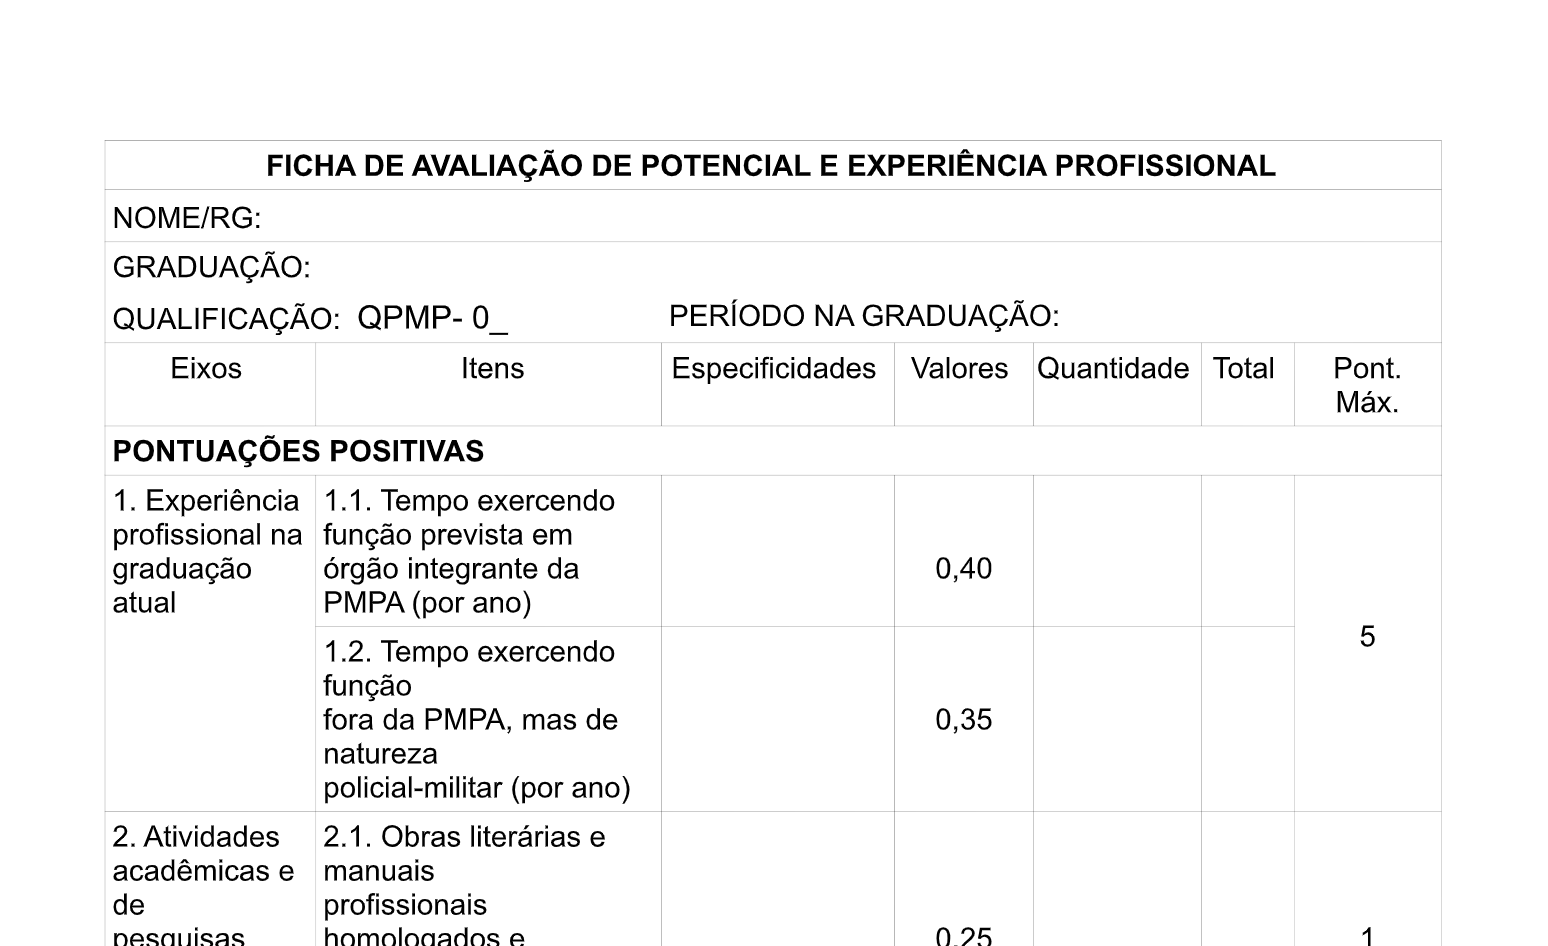 FICHA DE AVALIAÇÃO DE POTENCIAL E EXPERIÊNCIA PROFISSIONAL
NOME/RG:
GRADUAÇÃO:
QUALIFICAÇÃO: QPMP- 0_ PERÍODO NA GRADUAÇÃO:
Eixos Itens Especificidades Valores Quantidade Total Pont.
Máx.
PONTUAÇÕES POSITIVAS
1. Experiência
profissional na
graduação
atual
1.1. Tempo exercendo
função prevista em
órgão integrante da
PMPA (por ano)
0,40
5
1.2. Tempo exercendo
função
fora da PMPA, mas de
natureza
policial-militar (por ano)
0,35
2. Atividades
acadêmicas e
de
pesquisas
2.1. Obras literárias e
manuais
profissionais
homologados e
0,25
1